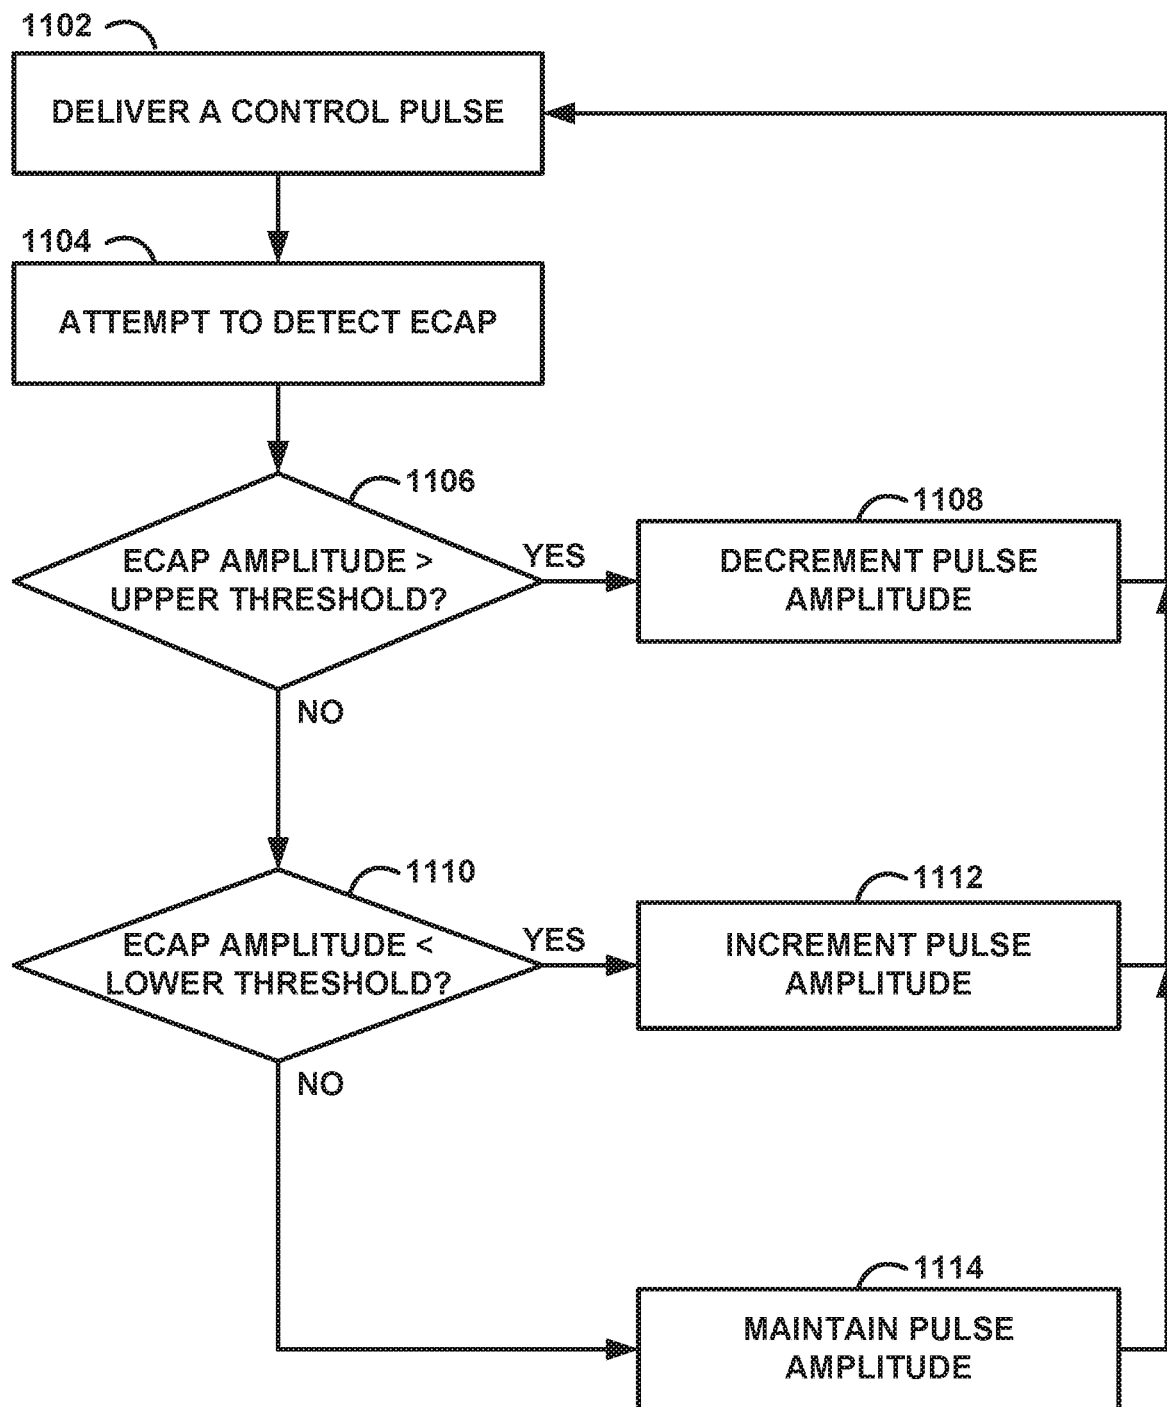 1102
DELIVER A CONTROL PULSE
1104
ATTEMPT TO DETECT ECAP
1106
ECAP AMPLITUDE >
UPPER THRESHOLD?
YES
1108
DECREMENT PULSE
AMPLITUDE
NO
1110
ECAP AMPLITUDE <
LOWER THRESHOLD?
YES
1112
INCREMENT PULSE
AMPLITUDE
NO
1114
MAINTAIN PULSE
AMPLITUDE